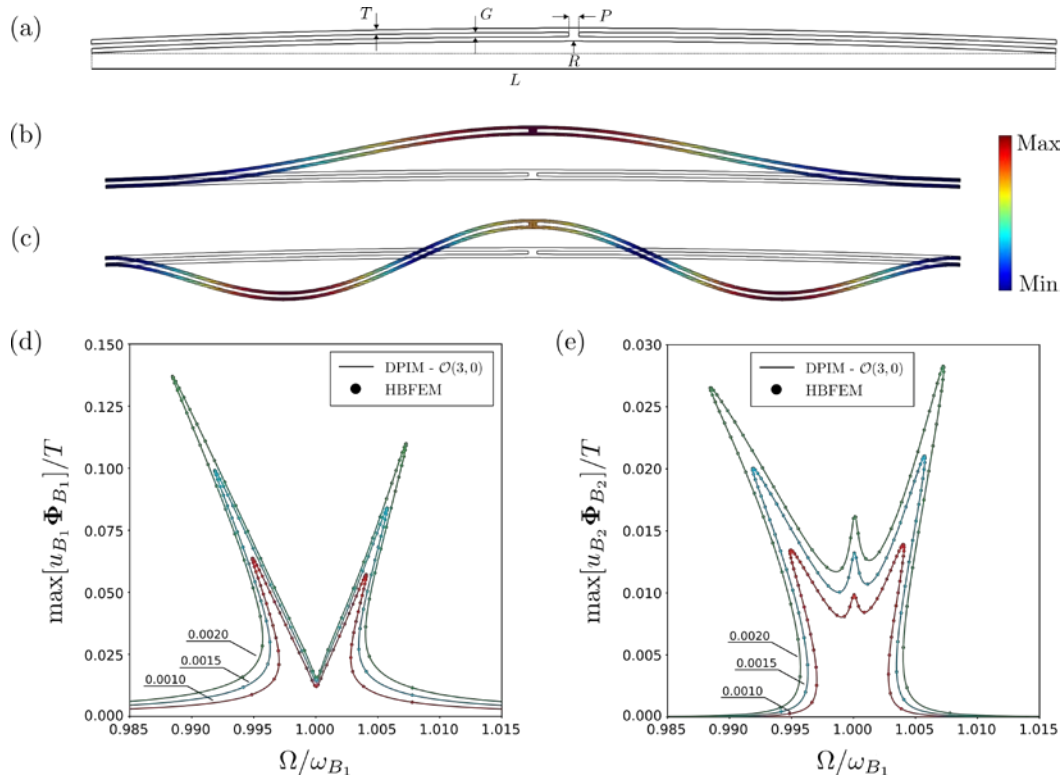 (a)
T
G
P
R
L
(b)
Max
(c)
Min
(d)
(e)
0.150
0.125
0.100
0.075
0.050
0.025
0.000
max[u_{B_1} Φ_{B_1}]/T
DPIM - O(3,0)
HBFEM
0.0020
0.0015
0.0010
0.985 0.990 0.995 1.000 1.005 1.010 1.015
Ω/ω_{B_1}
0.030
0.025
0.020
0.015
0.010
0.005
0.000
max[u_{B_2} Φ_{B_2}]/T
DPIM - O(3,0)
HBFEM
0.0020
0.0015
0.0010
0.985 0.990 0.995 1.000 1.005 1.010 1.015
Ω/ω_{B_1}